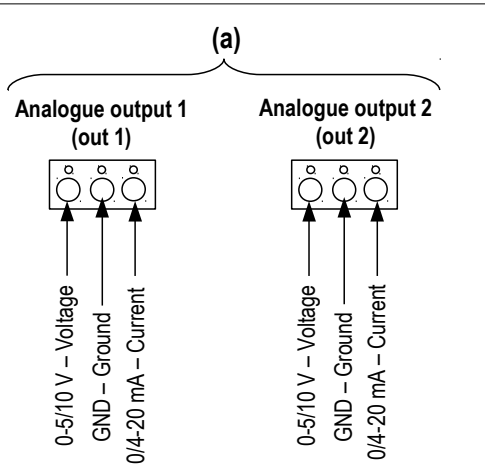 (a)
Analogue output 1
(out 1)
0-5/10 V – Voltage
GND – Ground
0/4-20 mA – Current
Analogue output 2
(out 2)
0-5/10 V – Voltage
GND – Ground
0/4-20 mA – Current